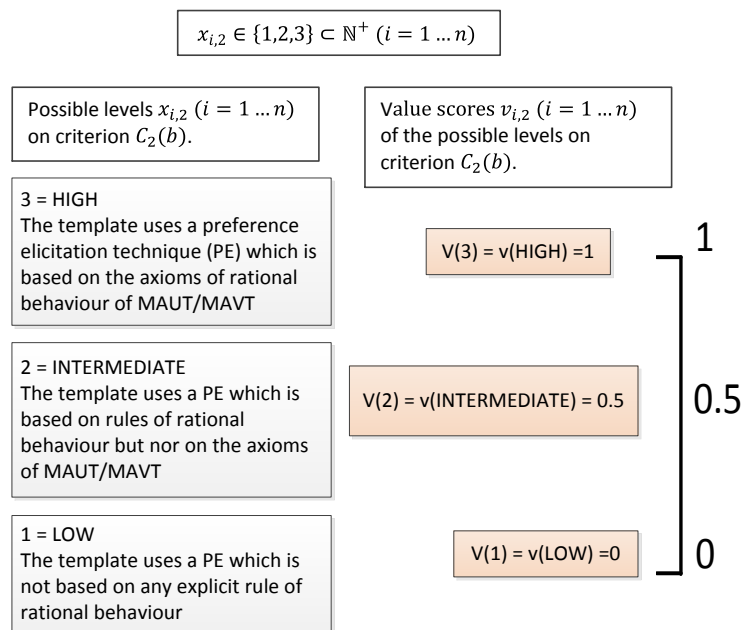 x_{i,2} ∈ {1,2,3} ⊂ ℕ⁺ (i = 1 … n)
Possible levels x_{i,2} (i = 1 … n)
on criterion C₂(b).
Value scores v_{i,2} (i = 1 … n)
of the possible levels on
criterion C₂(b).
3 = HIGH
The template uses a preference
elicitation technique (PE) which is
based on the axioms of rational
behaviour of MAUT/MAVT
V(3) = v(HIGH) =1
1
2 = INTERMEDIATE
The template uses a PE which is
based on rules of rational
behaviour but nor on the axioms
of MAUT/MAVT
V(2) = v(INTERMEDIATE) = 0.5
0.5
1 = LOW
The template uses a PE which is
not based on any explicit rule of
rational behaviour
V(1) = v(LOW) =0
0